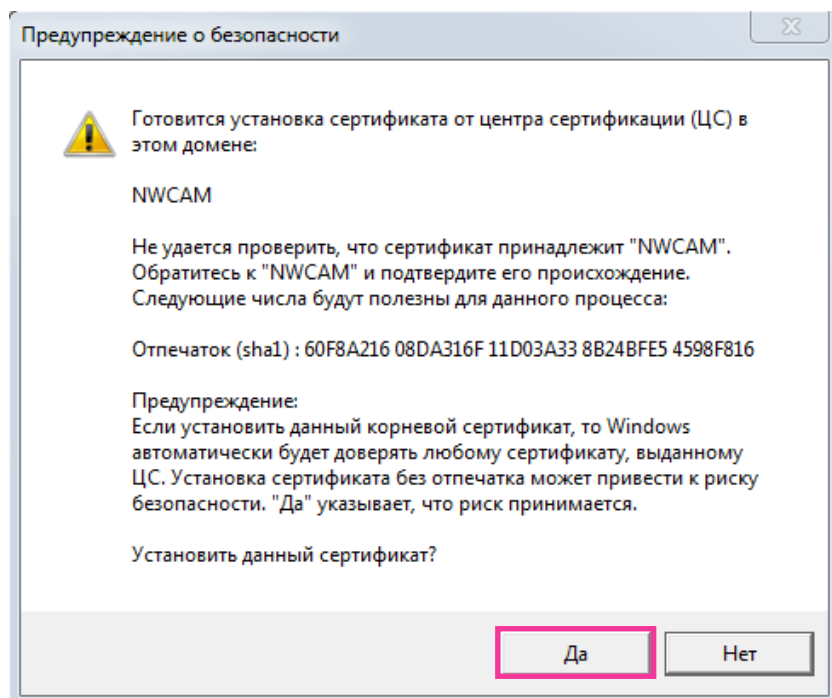 Предупреждение о безопасности
Готовится установка сертификата от центра сертификации (ЦС) в
этом домене:
NWCAM
Не удается проверить, что сертификат принадлежит "NWCAM".
Обратитесь к "NWCAM" и подтвердите его происхождение.
Следующие числа будут полезны для данного процесса:
Отпечаток (sha1) : 60F8A216 08DA316F 11D03A33 8B24BFE5 4598F816
Предупреждение:
Если установить данный корневой сертификат, то Windows
автоматически будет доверять любому сертификату, выданному
ЦС. Установка сертификата без отпечатка может привести к риску
безопасности. "Да" указывает, что риск принимается.
Установить данный сертификат?
Да
Нет